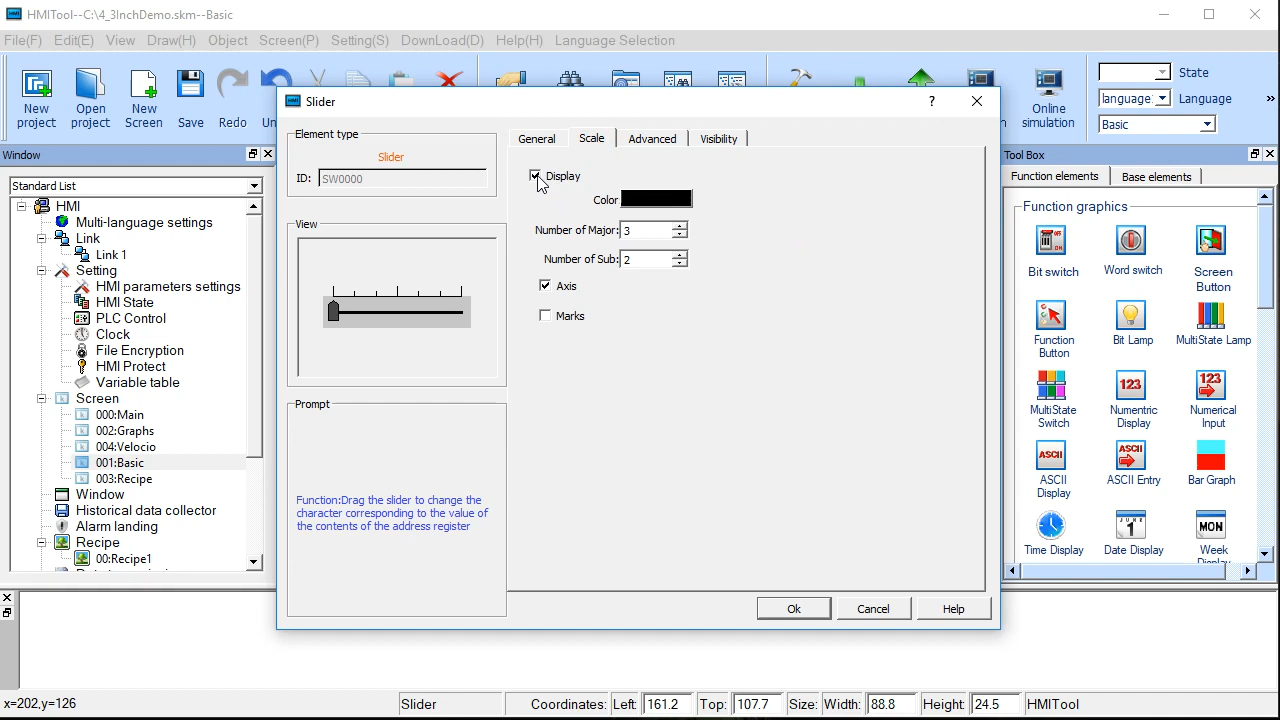 HMITool--C:\4_3InchDemo.skm--Basic
File(F) Edit(E) View Draw(H) Object Screen(P) Setting(S) DownLoad(D) Help(H) Language Selection
New project
Open project
New Screen
Save
Redo
Online simulation
State
language: Language
Basic
Window
Standard List
HMI
Multi-language settings
Link
Link 1
Setting
HMI parameters settings
HMI State
PLC Control
Clock
File Encryption
HMI Protect
Variable table
Screen
000:Main
002:Graphs
004:Velocio
001:Basic
003:Recipe
Window
Historical data collector
Alarm landing
Recipe
00:Recipe1
Slider
Element type
Slider
ID: SW0000
View
Prompt
Function:Drag the slider to change the
character corresponding to the value of
the contents of the address register
General Scale Advanced Visibility
Display
Color
Number of Major: 3
Number of Sub: 2
Axis
Marks
Ok Cancel Help
Tool Box
Function elements Base elements
Function graphics
Bit switch
Word switch
Screen Button
Function Button
Bit Lamp
MultiState Lamp
MultiState Switch
Numentric Display
Numerical Input
ASCII
ASCII Display
ASCII
ASCII Entry
Bar Graph
Time Display
Date Display
MON
Week
x=202,y=126
Slider
Coordinates: Left: 161.2 Top: 107.7 Size: Width: 88.8 Height: 24.5 HMITool